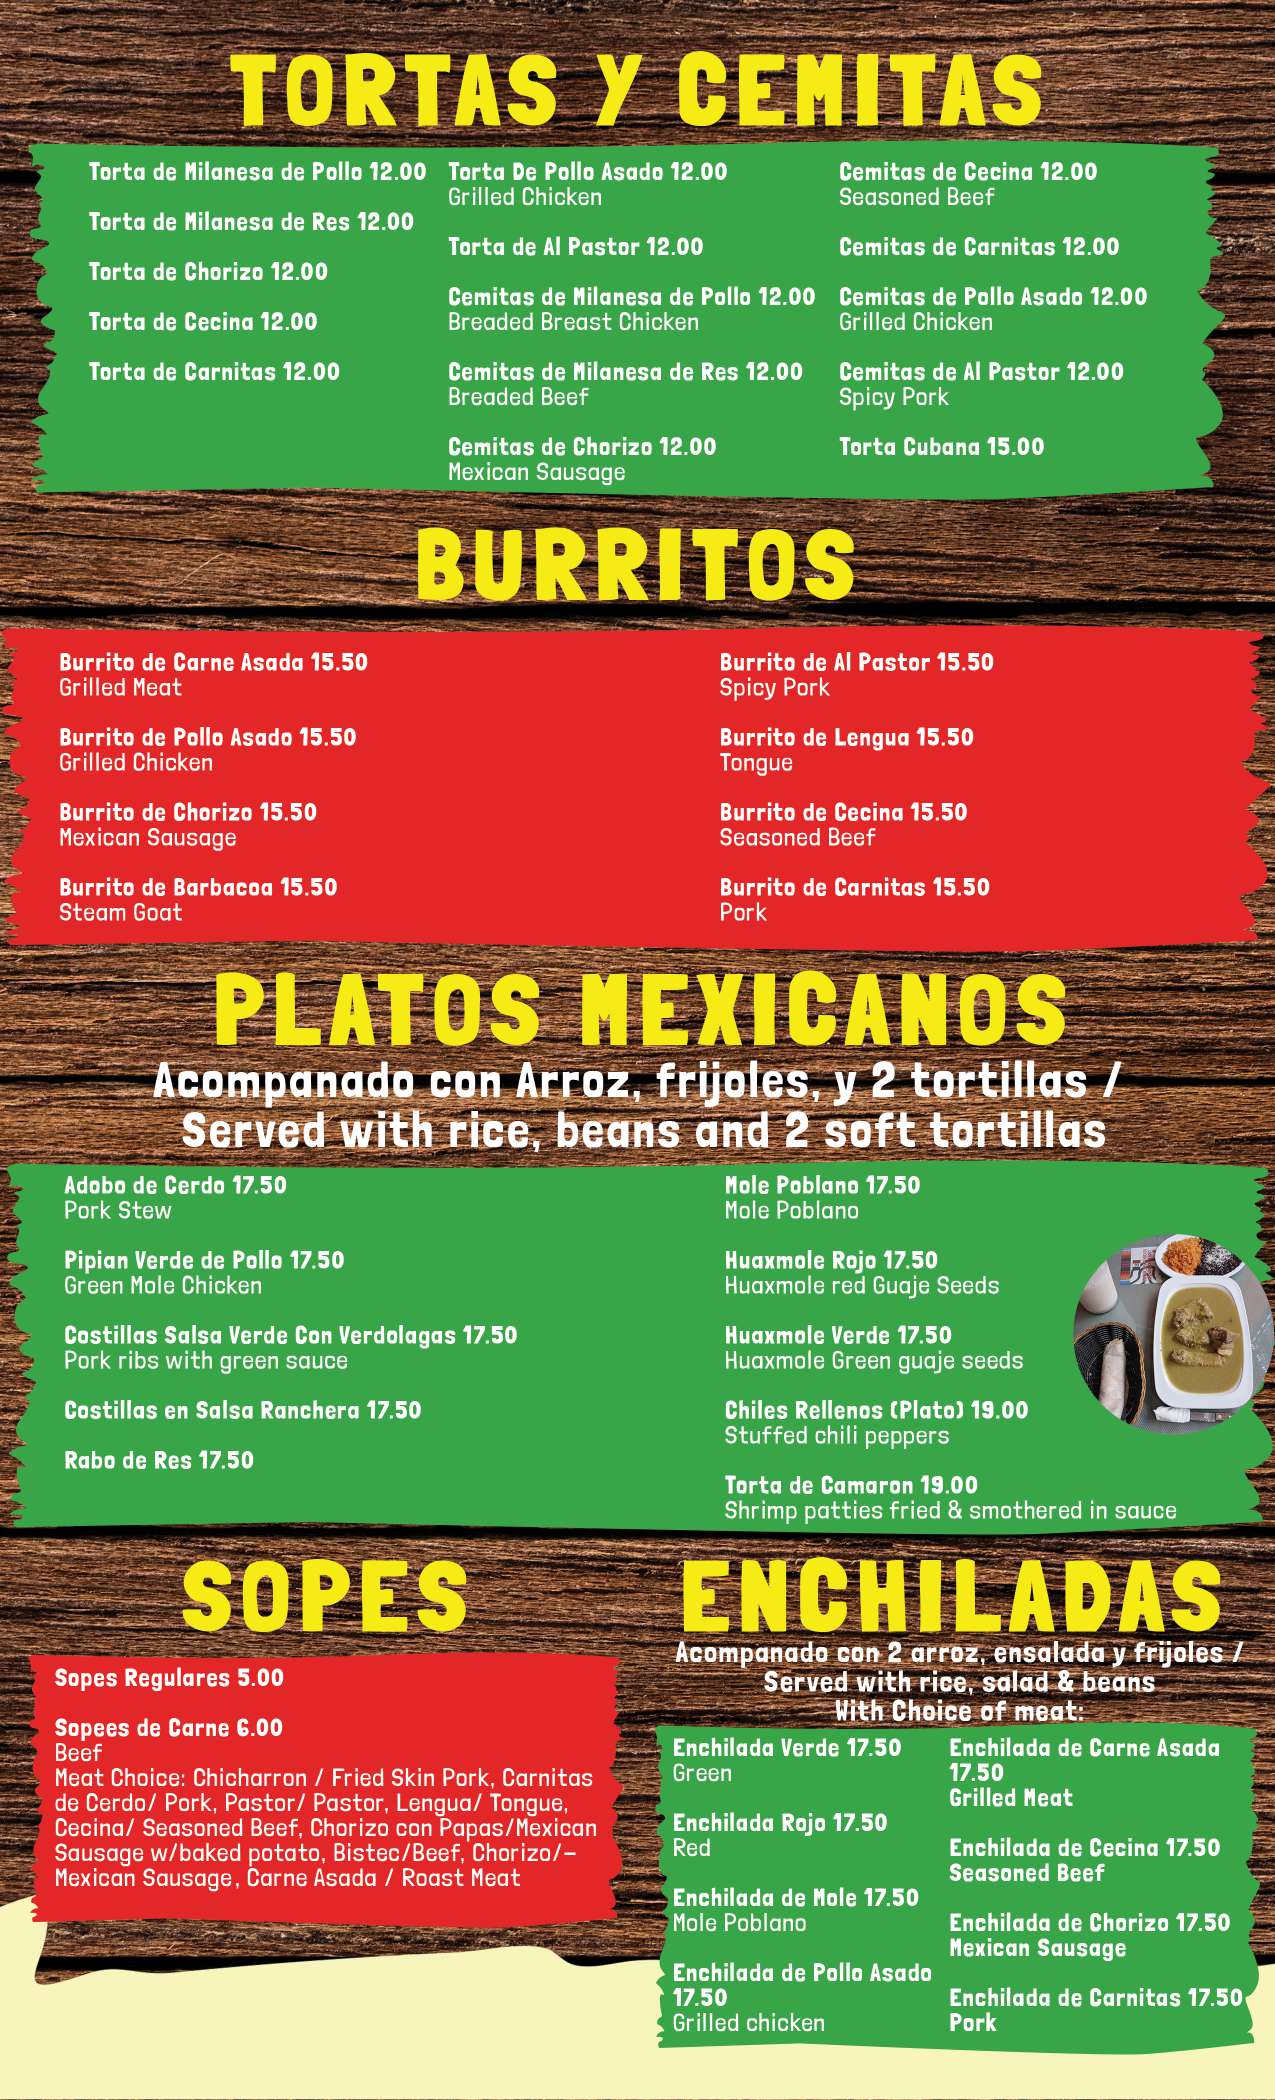 TORTAS Y CEMITAS
Torta de Milanesa de Pollo 12.00
Torta de Milanesa de Res 12.00
Torta de Chorizo 12.00
Torta de Cecina 12.00
Torta de Carnitas 12.00
Torta De Pollo Asado 12.00
Grilled Chicken
Torta de Al Pastor 12.00
Cemitas de Milanesa de Pollo 12.00
Breaded Breast Chicken
Cemitas de Milanesa de Res 12.00
Breaded Beef
Cemitas de Chorizo 12.00
Mexican Sausage
Cemitas de Cecina 12.00
Seasoned Beef
Cemitas de Carnitas 12.00
Cemitas de Pollo Asado 12.00
Grilled Chicken
Cemitas de Al Pastor 12.00
Spicy Pork
Torta Cubana 15.00
BURRITOS
Burrito de Carne Asada 15.50
Grilled Meat
Burrito de Pollo Asado 15.50
Grilled Chicken
Burrito de Chorizo 15.50
Mexican Sausage
Burrito de Barbacoa 15.50
Steam Goat
Burrito de Al Pastor 15.50
Spicy Pork
Burrito de Lengua 15.50
Tongue
Burrito de Cecina 15.50
Seasoned Beef
Burrito de Carnitas 15.50
Pork
PLATOS MEXICANOS
Acompanado con Arroz, frijoles, y 2 tortillas /
Served with rice, beans and 2 soft tortillas
Adobo de Cerdo 17.50
Pork Stew
Pipian Verde de Pollo 17.50
Green Mole Chicken
Costillas Salsa Verde Con Verdolagas 17.50
Pork ribs with green sauce
Costillas en Salsa Ranchera 17.50
Rabo de Res 17.50
Mole Poblano 17.50
Mole Poblano
Huaxmole Rojo 17.50
Huaxmole red Guaje Seeds
Huaxmole Verde 17.50
Huaxmole Green guaje seeds
Chiles Rellenos (Plato) 19.00
Stuffed chili peppers
Torta de Camaron 19.00
Shrimp patties fried & smothered in sauce
SOPES
Sopes Regulares 5.00
Sopees de Carne 6.00
Beef
Meat Choice: Chicharron / Fried Skin Pork, Carnitas
de Cerdo/ Pork, Pastor/ Pastor, Lengua/ Tongue,
Cecina/ Seasoned Beef, Chorizo con Papas/Mexican
Sausage w/baked potato, Bistec/Beef, Chorizo/-
Mexican Sausage, Carne Asada / Roast Meat
ENCHILADAS
Acompanado con 2 arroz, ensalada y frijoles /
Served with rice, salad & beans
With Choice of meat:
Enchilada Verde 17.50
Green
Enchilada Rojo 17.50
Red
Enchilada de Mole 17.50
Mole Poblano
Enchilada de Pollo Asado
17.50
Grilled chicken
Enchilada de Carne Asada
17.50
Grilled Meat
Enchilada de Cecina 17.50
Seasoned Beef
Enchilada de Chorizo 17.50
Mexican Sausage
Enchilada de Carnitas 17.50
Pork